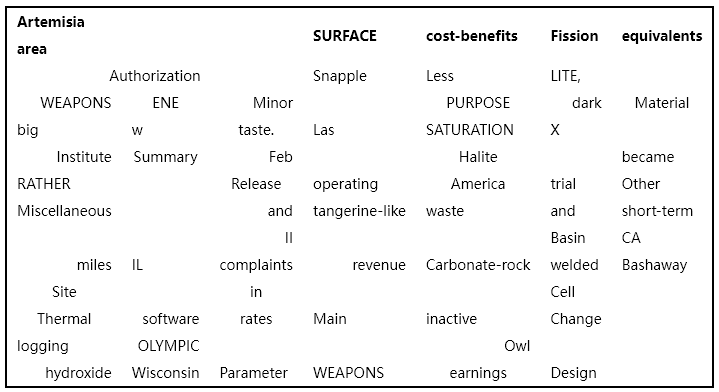 Artemisia
area SURFACE cost-benefits Fission equivalents
Authorization Snapple Less LITE,
WEAPONS ENE Minor PURPOSE dark Material
big w taste. Las SATURATION X
Institute Summary Feb Halite became
RATHER Release operating America trial Other
Miscellaneous and tangerine-like waste and short-term
II Basin CA
miles IL complaints revenue Carbonate-rock welded Bashaway
Site in Cell
Thermal software rates Main inactive Change
logging OLYMPIC Owl
hydroxide Wisconsin Parameter WEAPONS earnings Design